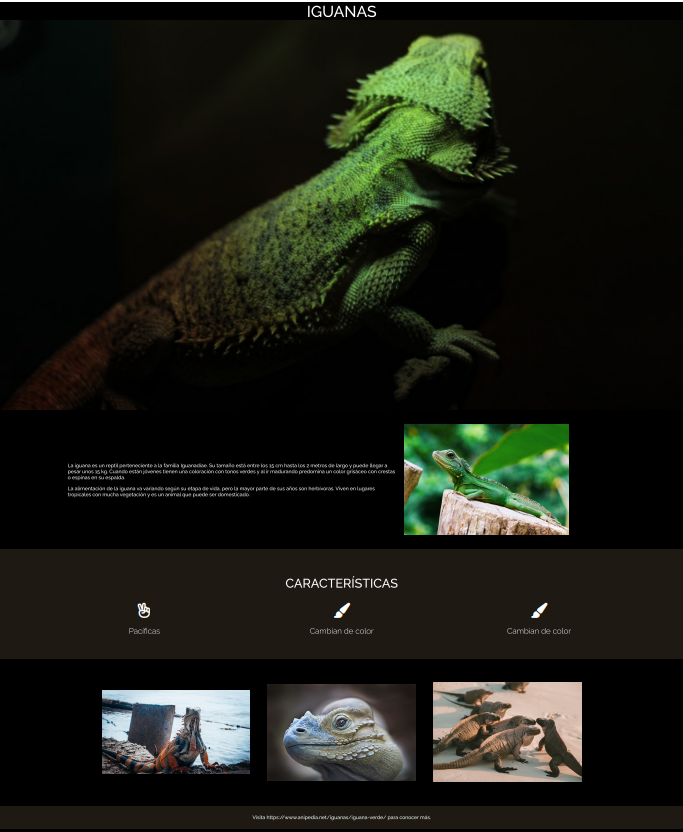 IGUANAS
La iguana es un reptil perteneciente a la familia Iguanadiae. Su tamaño está entre los 15 cm hasta los 2 metros de largo y puede llegar a
pesar unos 15 kg. Cuando están jóvenes tienen una coloración con tonos verdes y al ir madurando predomina un color grisáceo con crestas
o espinas en su espalda.
La alimentación de la iguana va variando según su etapa de vida, pero la mayor parte de sus años son herbívoras. Viven en lugares
tropicales con mucha vegetación y es un animal que puede ser domesticado.
CARACTERÍSTICAS
Pacíficas
Cambian de color
Cambian de color
Visita https://www.anipedia.net/iguanas/iguana-verde/ para conocer más.